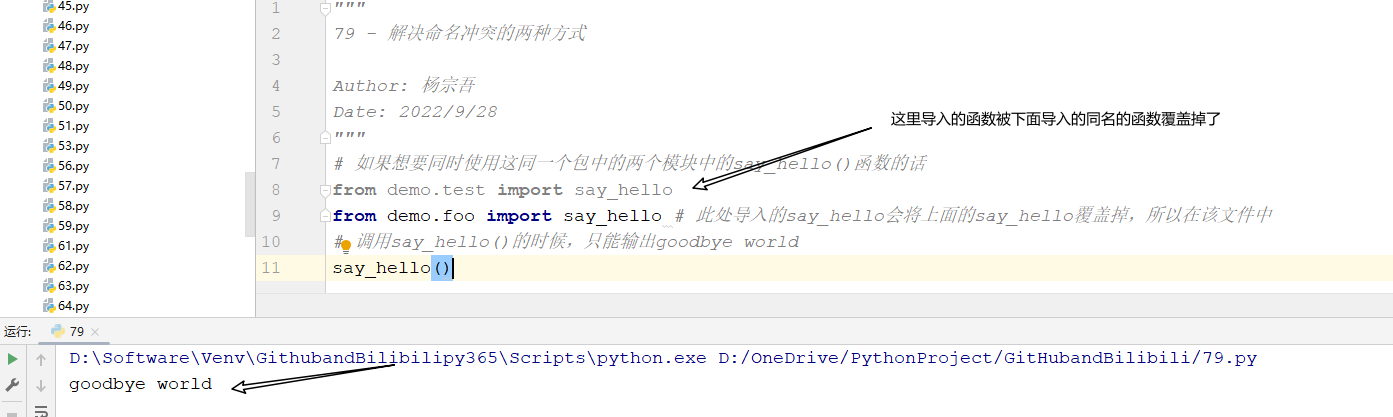 45.py
46.py
47.py
48.py
49.py
50.py
51.py
53.py
56.py
57.py
58.py
59.py
61.py
62.py
63.py
64.py
1 """
2 79 - 解决命名冲突的两种方式
3
4 Author: 杨宗吾
5 Date: 2022/9/28
6 """
这里导入的函数被下面导入的同名的函数覆盖掉了
7 # 如果想要同时使用这同一个包中的两个模块中的say_hello()函数的话
8 from demo.test import say_hello
9 from demo.foo import say_hello # 此处导入的say_hello会将上面的say_hello覆盖掉，所以在该文件中
10 # 调用say_hello()的时候，只能输出goodbye world
11 say_hello()
运行: 79
D:\Software\Venv\GithubandBilibilipy365\Scripts\python.exe D:/OneDrive/PythonProject/GitHubandBilibili/79.py
goodbye world